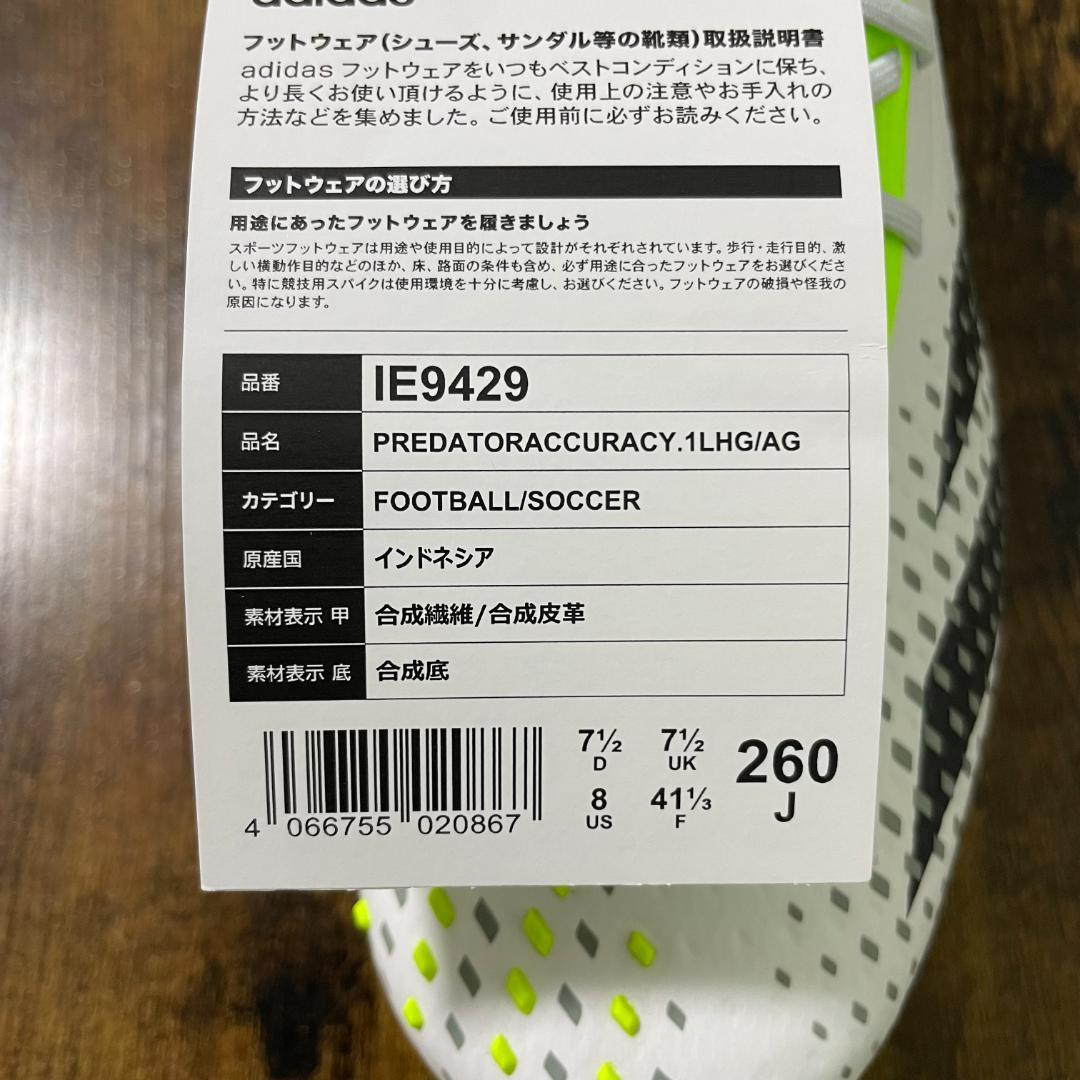 adidas
フットウェア(シューズ、サンダル等の靴類)取扱説明書
adidas フットウェアをいつもベストコンディションに保ち、
より長くお使い頂けるように、使用上の注意やお手入れの
方法などを集めました。ご使用前に必ずお読みください。
フットウェアの選び方
用途にあったフットウェアを履きましょう
スポーツフットウェアは用途や使用目的によって設計がそれぞれされています。歩行・走行目的、激
しい横動作目的などのほか、床、路面の条件も含め、必ず用途に合ったフットウェアをお選びくださ
い。特に競技用スパイクは使用環境を十分に考慮し、お選びください。フットウェアの破損や怪我の
原因になります。
品番 IE9429
品名 PREDATORACCURACY.1LHG/AG
カテゴリー FOOTBALL/SOCCER
原産国 インドネシア
素材表示 甲 合成繊維/合成皮革
素材表示 底 合成底
7½ 7½ 260
D UK J
8 41⅓
US F
4 066755 020867